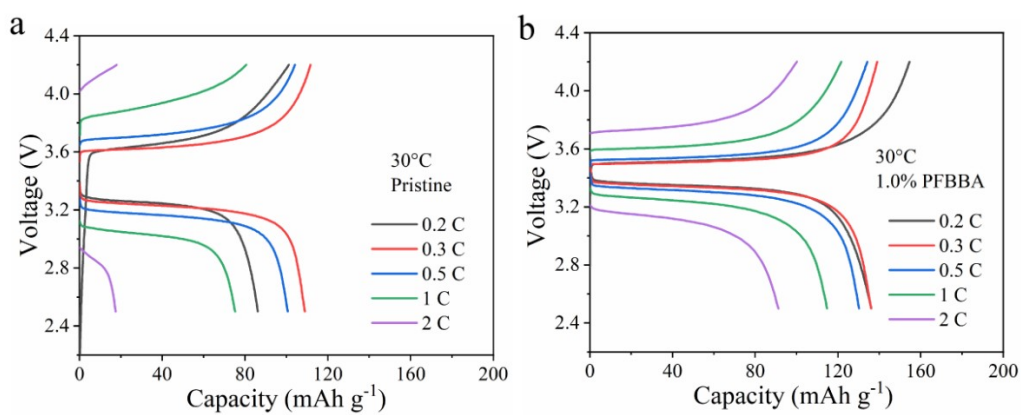 a
4.4
4.0
3.6
3.2
2.8
2.4
Voltage (V)
0
40
80
120
160
200
Capacity (mAh g-1)
30°C
Pristine
0.2 C
0.3 C
0.5 C
1 C
2 C
b
4.4
4.0
3.6
3.2
2.8
2.4
Voltage (V)
0
40
80
120
160
200
Capacity (mAh g-1)
30°C
1.0% PFBBA
0.2 C
0.3 C
0.5 C
1 C
2 C